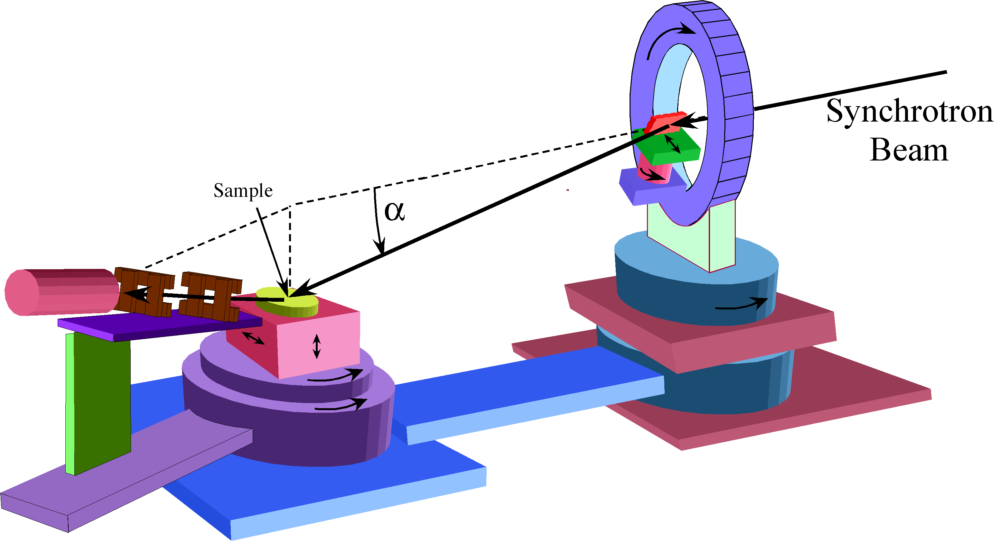 Synchrotron
Beam
Sample
α